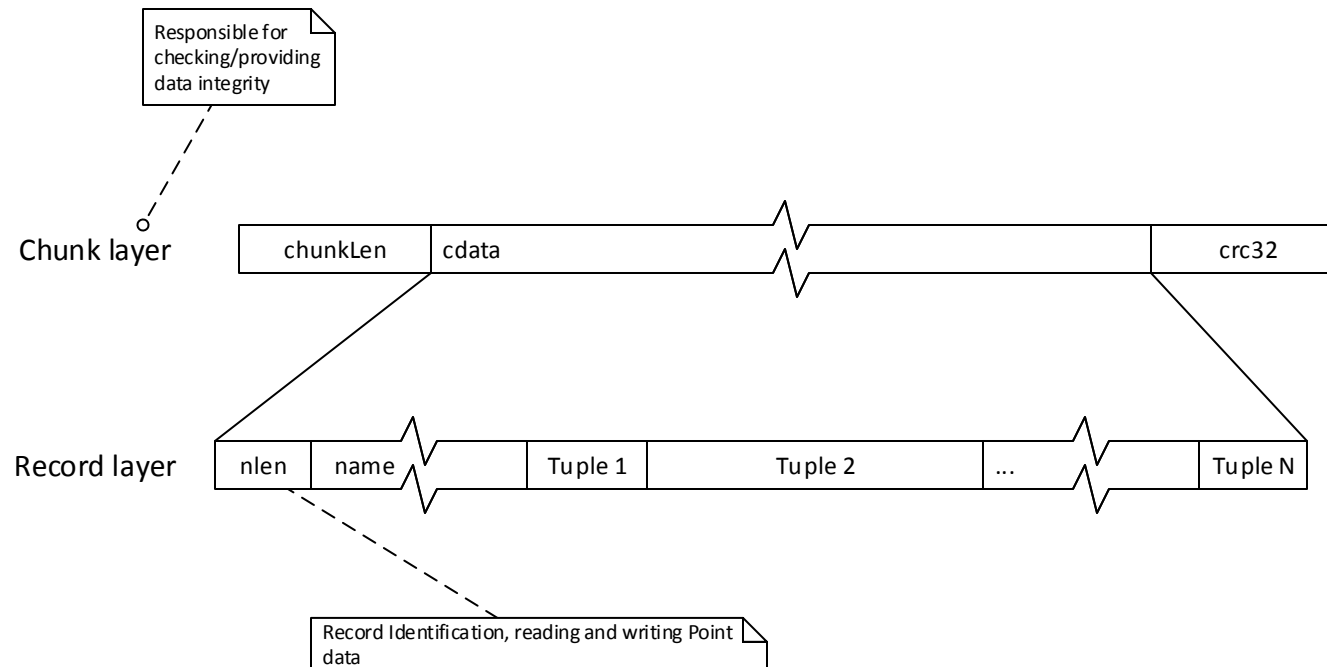 Responsible for
checking/providing
data integrity
Chunk layer
chunkLen
cdata
crc32
Record layer
nlen
name
Tuple 1
Tuple 2
...
Tuple N
Record Identification, reading and writing Point
data